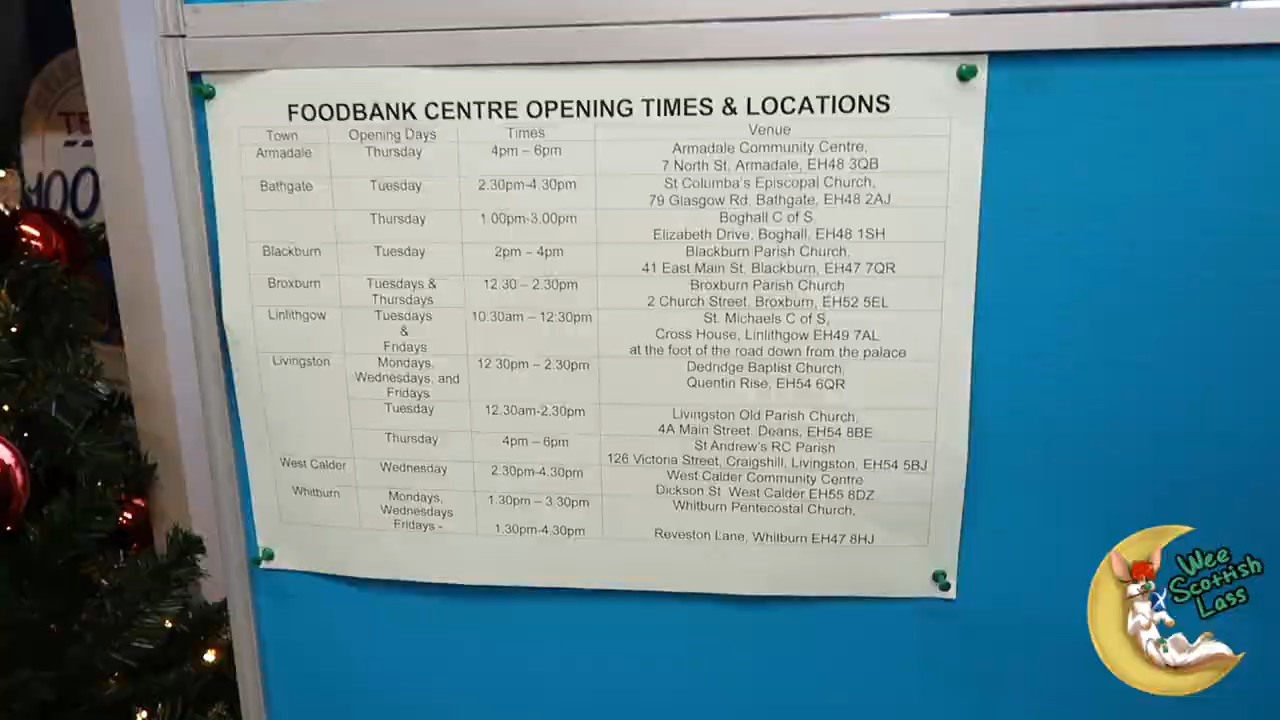 FOODBANK CENTRE OPENING TIMES & LOCATIONS
Town Opening Days Times Venue
Armadale Thursday 4pm – 6pm Armadale Community Centre,
7 North St, Armadale, EH48 3QB
Bathgate Tuesday 2.30pm-4.30pm St Columba's Episcopal Church,
79 Glasgow Rd, Bathgate, EH48 2AJ
Thursday 1.00pm-3.00pm Boghall C of S,
Elizabeth Drive, Boghall, EH48 1SH
Blackburn Tuesday 2pm – 4pm Blackburn Parish Church,
41 East Main St, Blackburn, EH47 7QR
Broxburn Tuesdays & 12.30 – 2.30pm Broxburn Parish Church
Thursdays 2 Church Street, Broxburn, EH52 5EL
Linlithgow Tuesdays 10.30am – 12:30pm St. Michaels C of S,
& Cross House, Linlithgow EH49 7AL
Fridays at the foot of the road down from the palace
Livingston Mondays, 12.30pm – 2.30pm Dedridge Baptist Church,
Wednesdays, and Quentin Rise, EH54 6QR
Fridays
Tuesday 12.30am-2.30pm Livingston Old Parish Church,
4A Main Street, Deans, EH54 8BE
Thursday 4pm – 6pm St Andrew's RC Parish
126 Victoria Street, Craigshill, Livingston, EH54 5BJ
West Calder Wednesday 2:30pm-4.30pm West Calder Community Centre
Dickson St West Calder EH55 8DZ
Whitburn Mondays, 1.30pm – 3.30pm Whitburn Pentecostal Church,
Wednesdays
Fridays - 1.30pm-4.30pm Reveston Lane, Whilburn EH47 8HJ
TE
100
Wee
Scottish
Lass